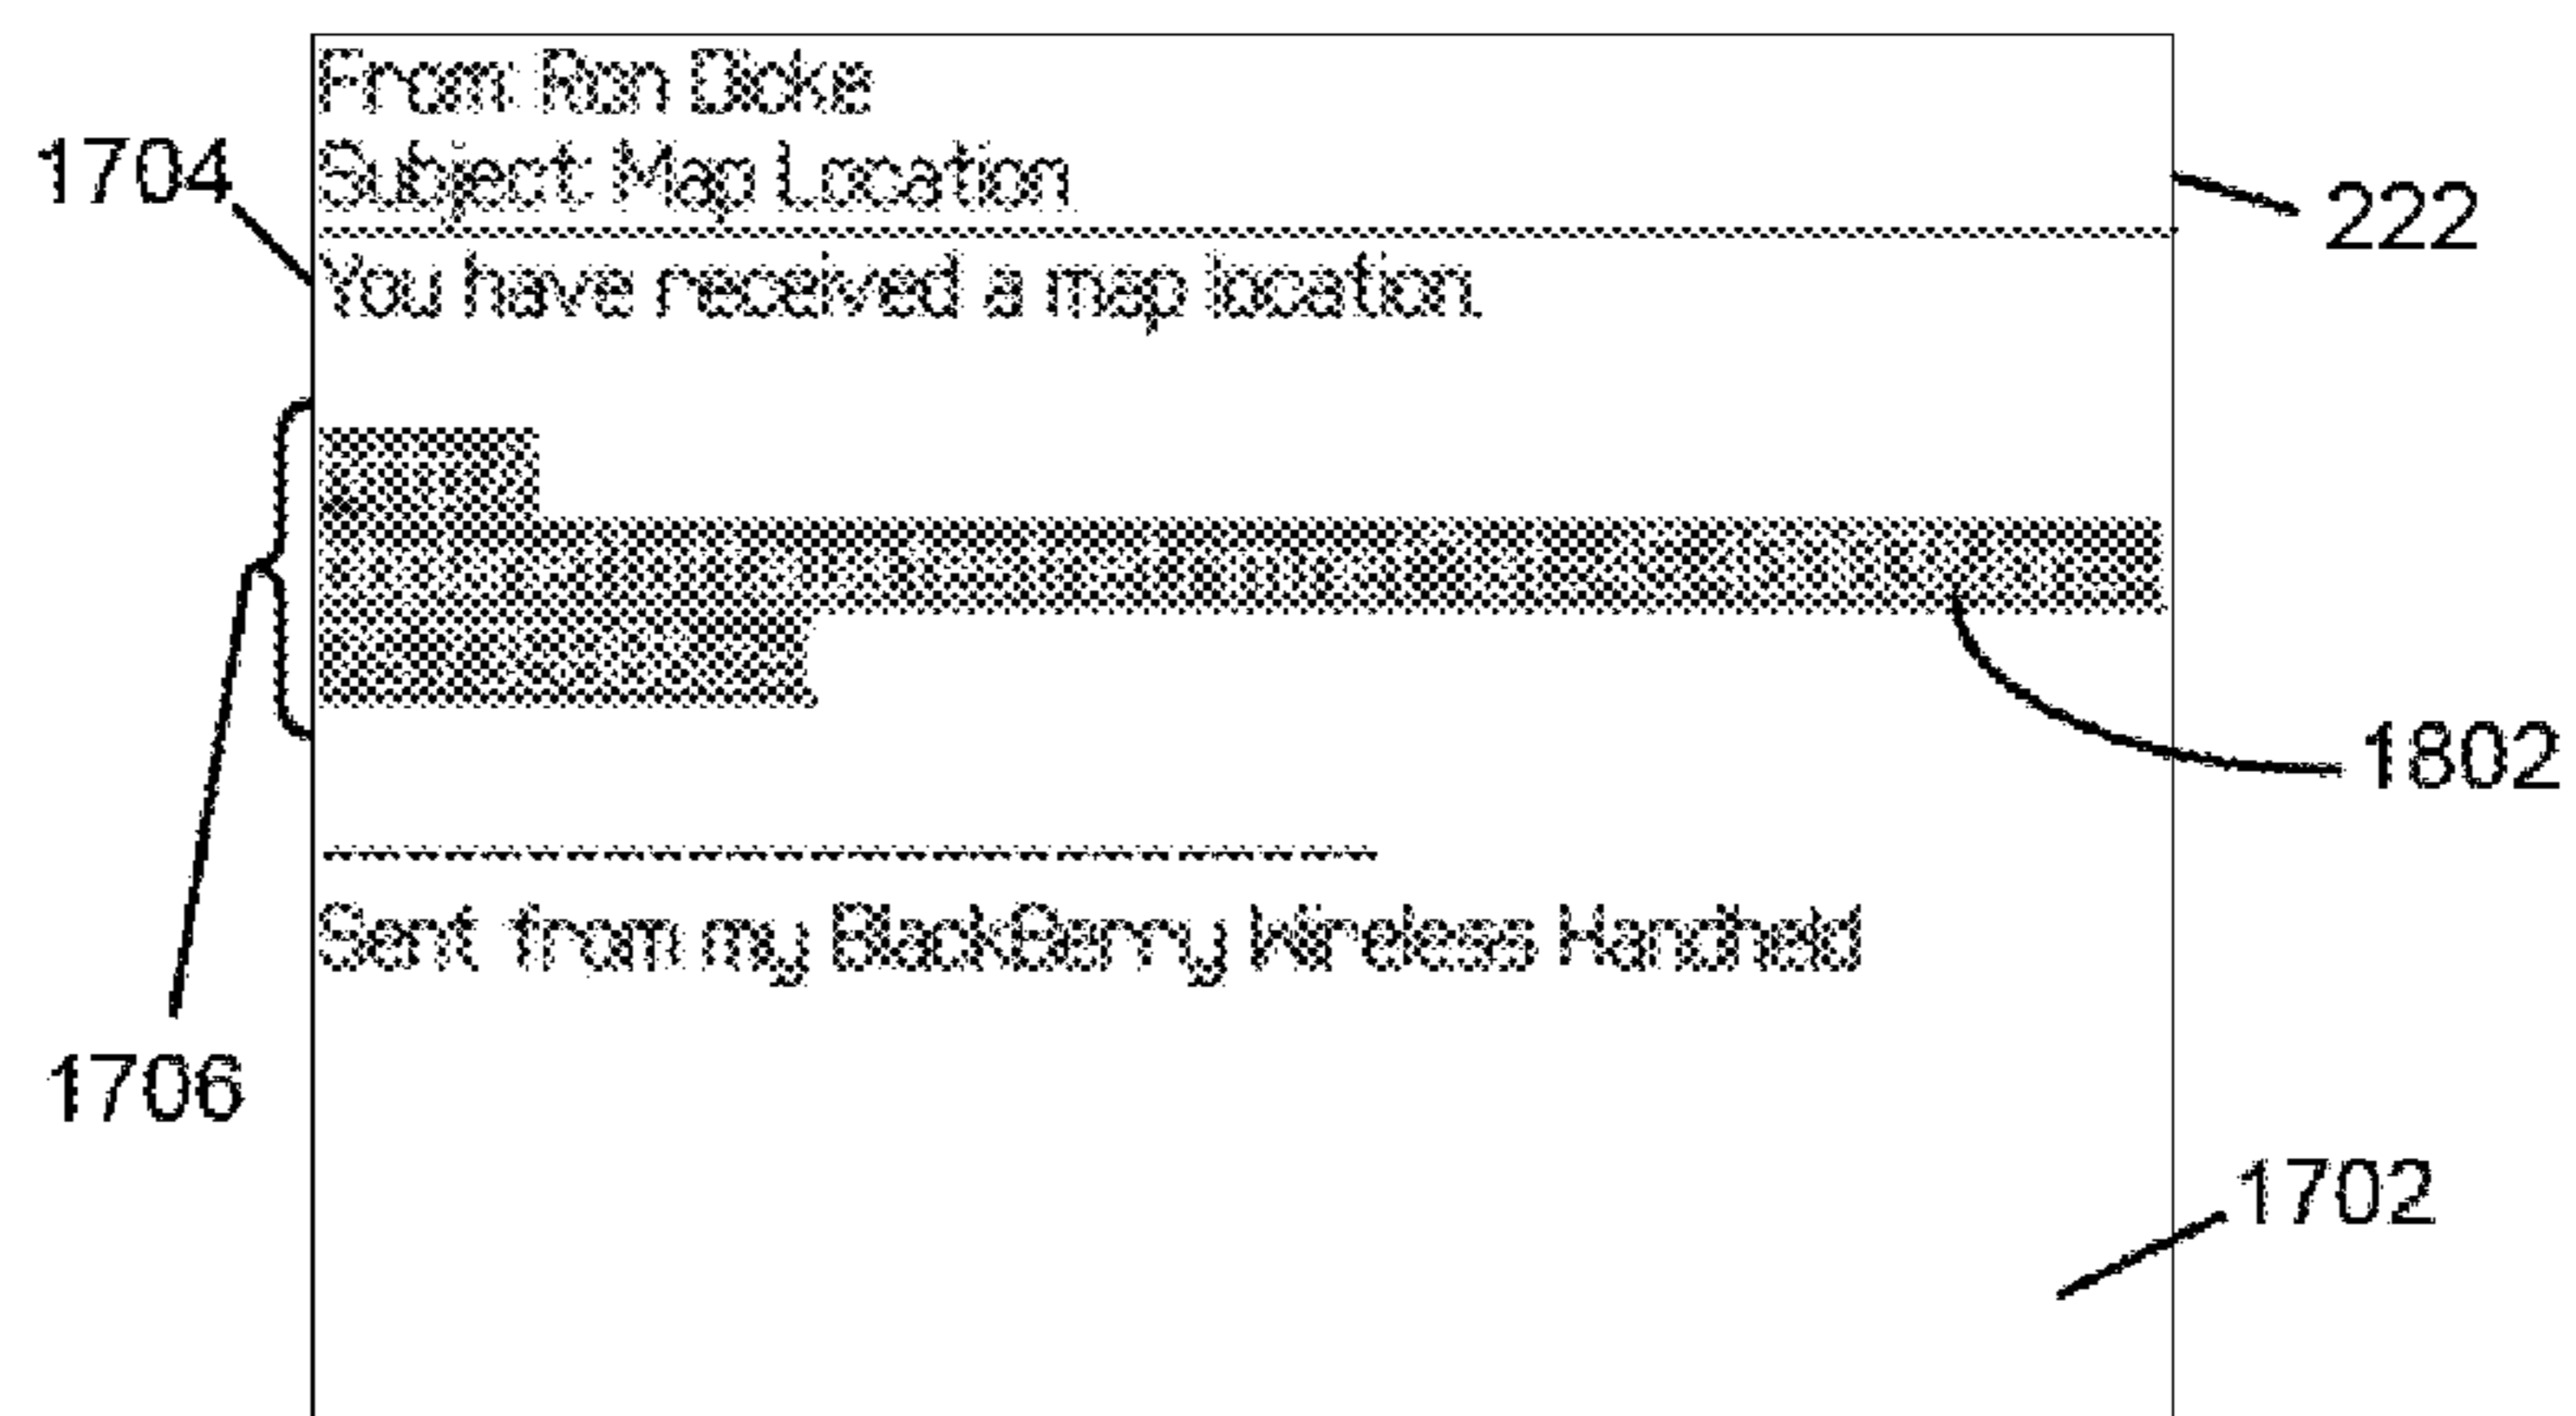 From: Ron Dicke
Subject: Map Location
1704
222
You have received a map location.
1802
--------------------------
Sent from my BlackBerry Wireless Handheld
1706
1702